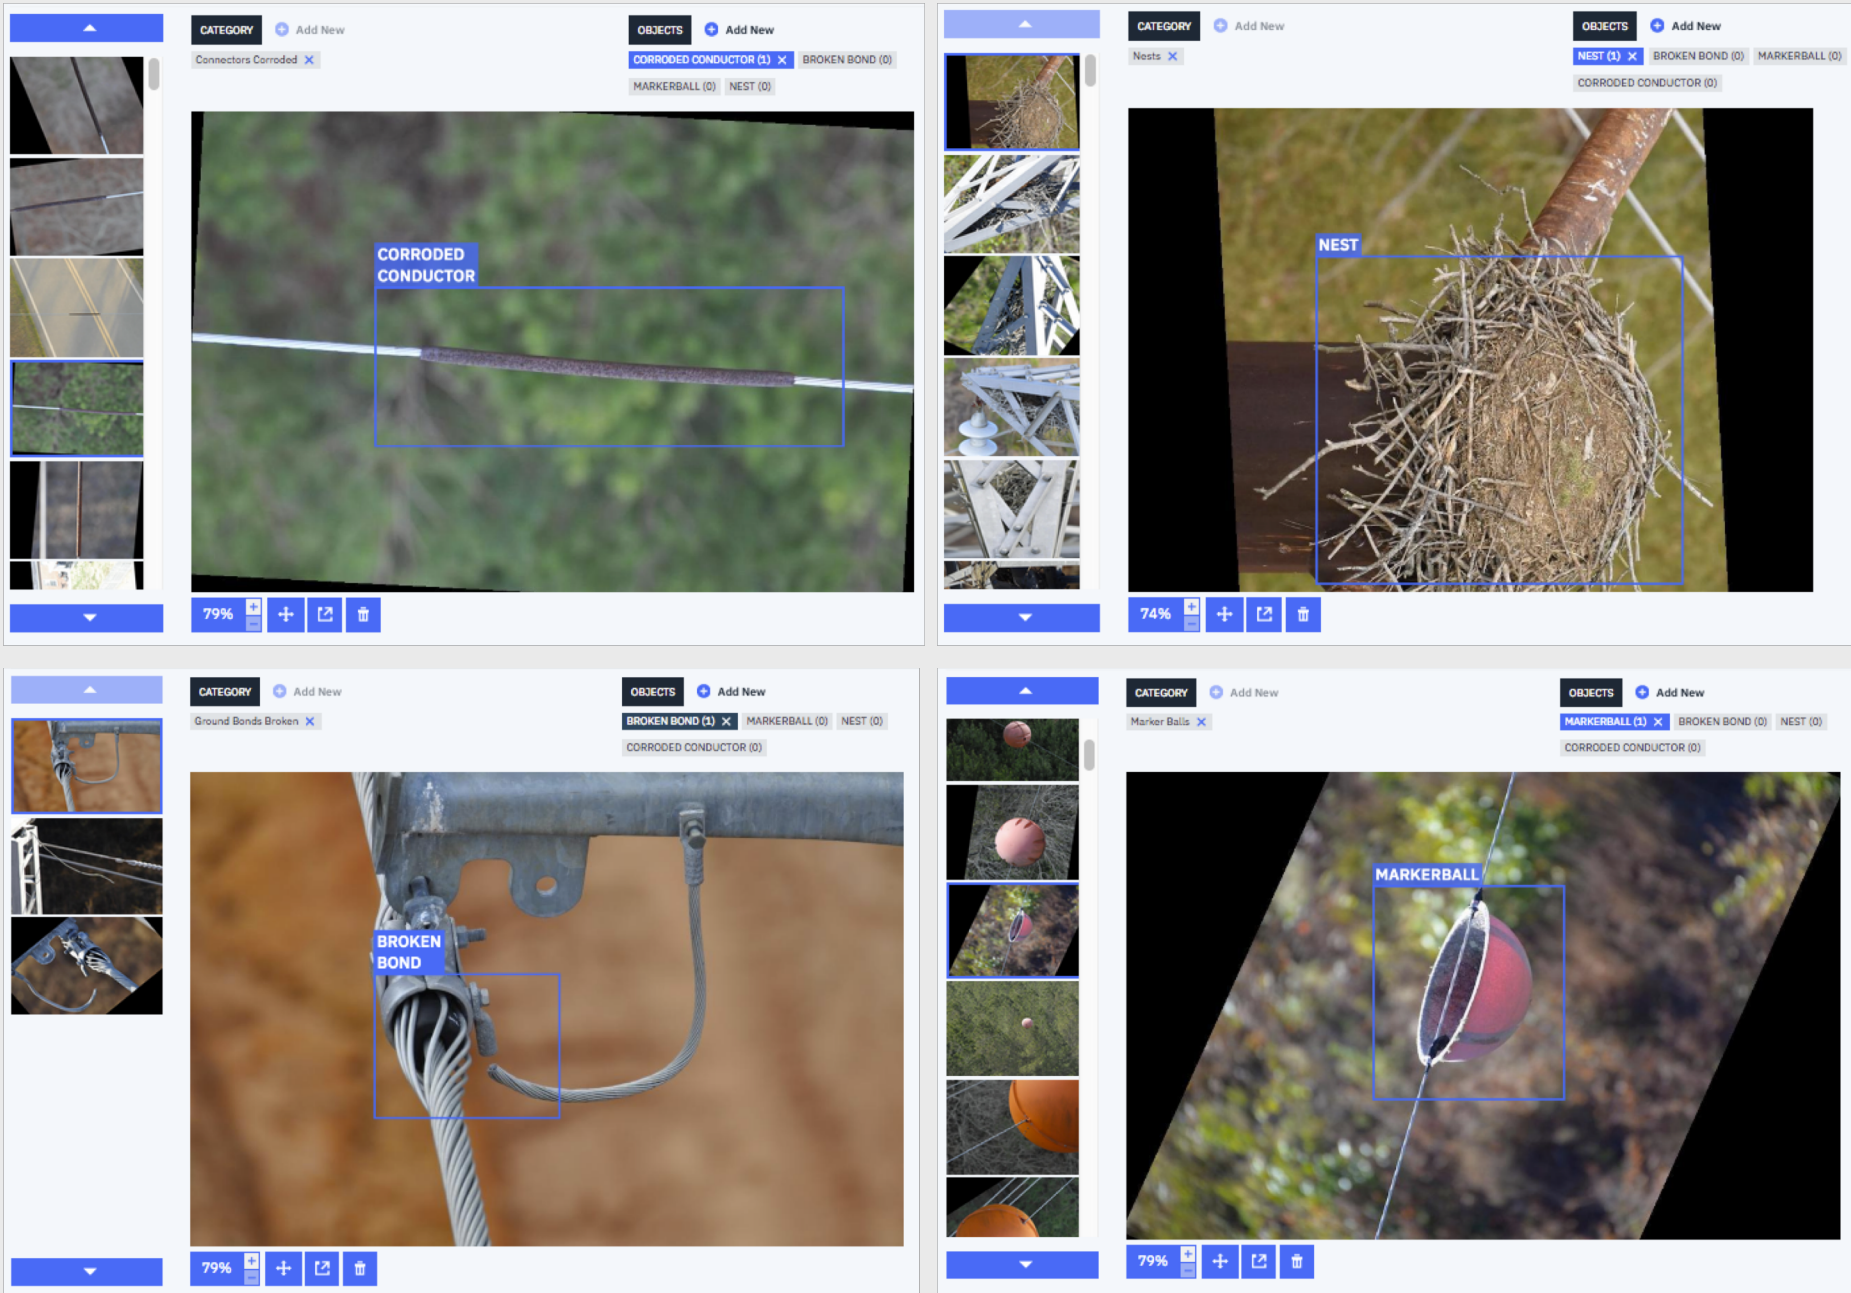 CATEGORY Add New
Connectors Corroded
OBJECTS Add New
CORRODED CONDUCTOR (1) BROKEN BOND (0)
MARKERBALL (0) NEST (0)
CORRODED
CONDUCTOR
79%
CATEGORY Add New
Nests
OBJECTS Add New
NEST (1) BROKEN BOND (0) MARKERBALL (0)
CORRODED CONDUCTOR (0)
NEST
74%
CATEGORY Add New
Ground Bonds Broken
OBJECTS Add New
BROKEN BOND (1) MARKERBALL (0) NEST (0)
CORRODED CONDUCTOR (0)
BROKEN
BOND
79%
CATEGORY Add New
Marker Balls
OBJECTS Add New
MARKERBALL (1) BROKEN BOND (0) NEST (0)
CORRODED CONDUCTOR (0)
MARKERBALL
79%